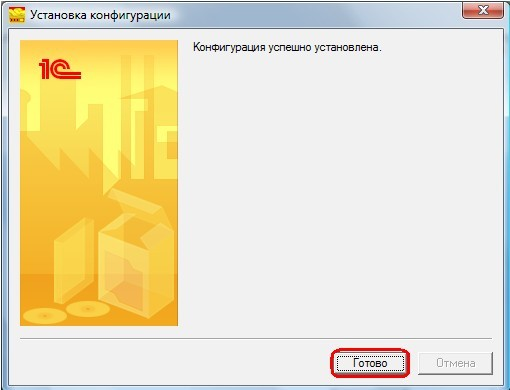 Установка конфигурации
1С
Конфигурация успешно установлена.
Готово
Отмена